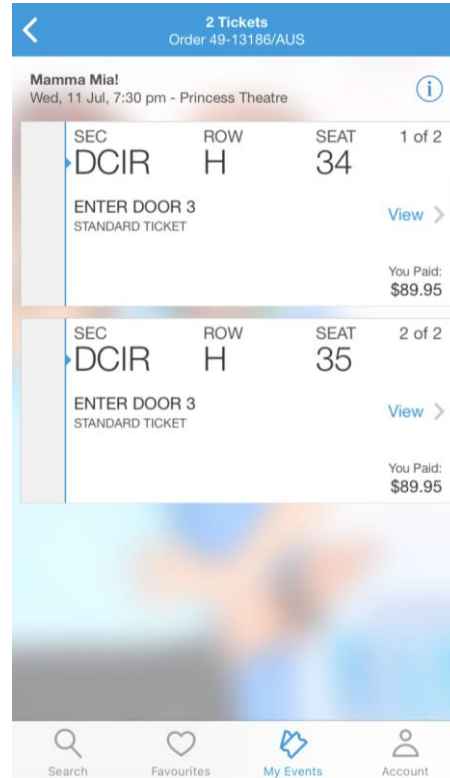 2 Tickets
Order 49-13186/AUS
Mamma Mia!
Wed, 11 Jul, 7:30 pm - Princess Theatre
SEC ROW SEAT 1 of 2
DCIR H 34
ENTER DOOR 3
STANDARD TICKET
View
You Paid:
$89.95
SEC ROW SEAT 2 of 2
DCIR H 35
ENTER DOOR 3
STANDARD TICKET
View
You Paid:
$89.95
Search Favourites My Events Account